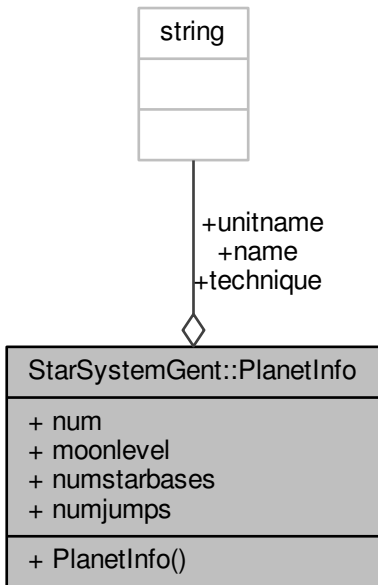 string
+unitname
+name
+technique
StarSystemGent::PlanetInfo
+ num
+ moonlevel
+ numstarbases
+ numjumps
+ PlanetInfo()